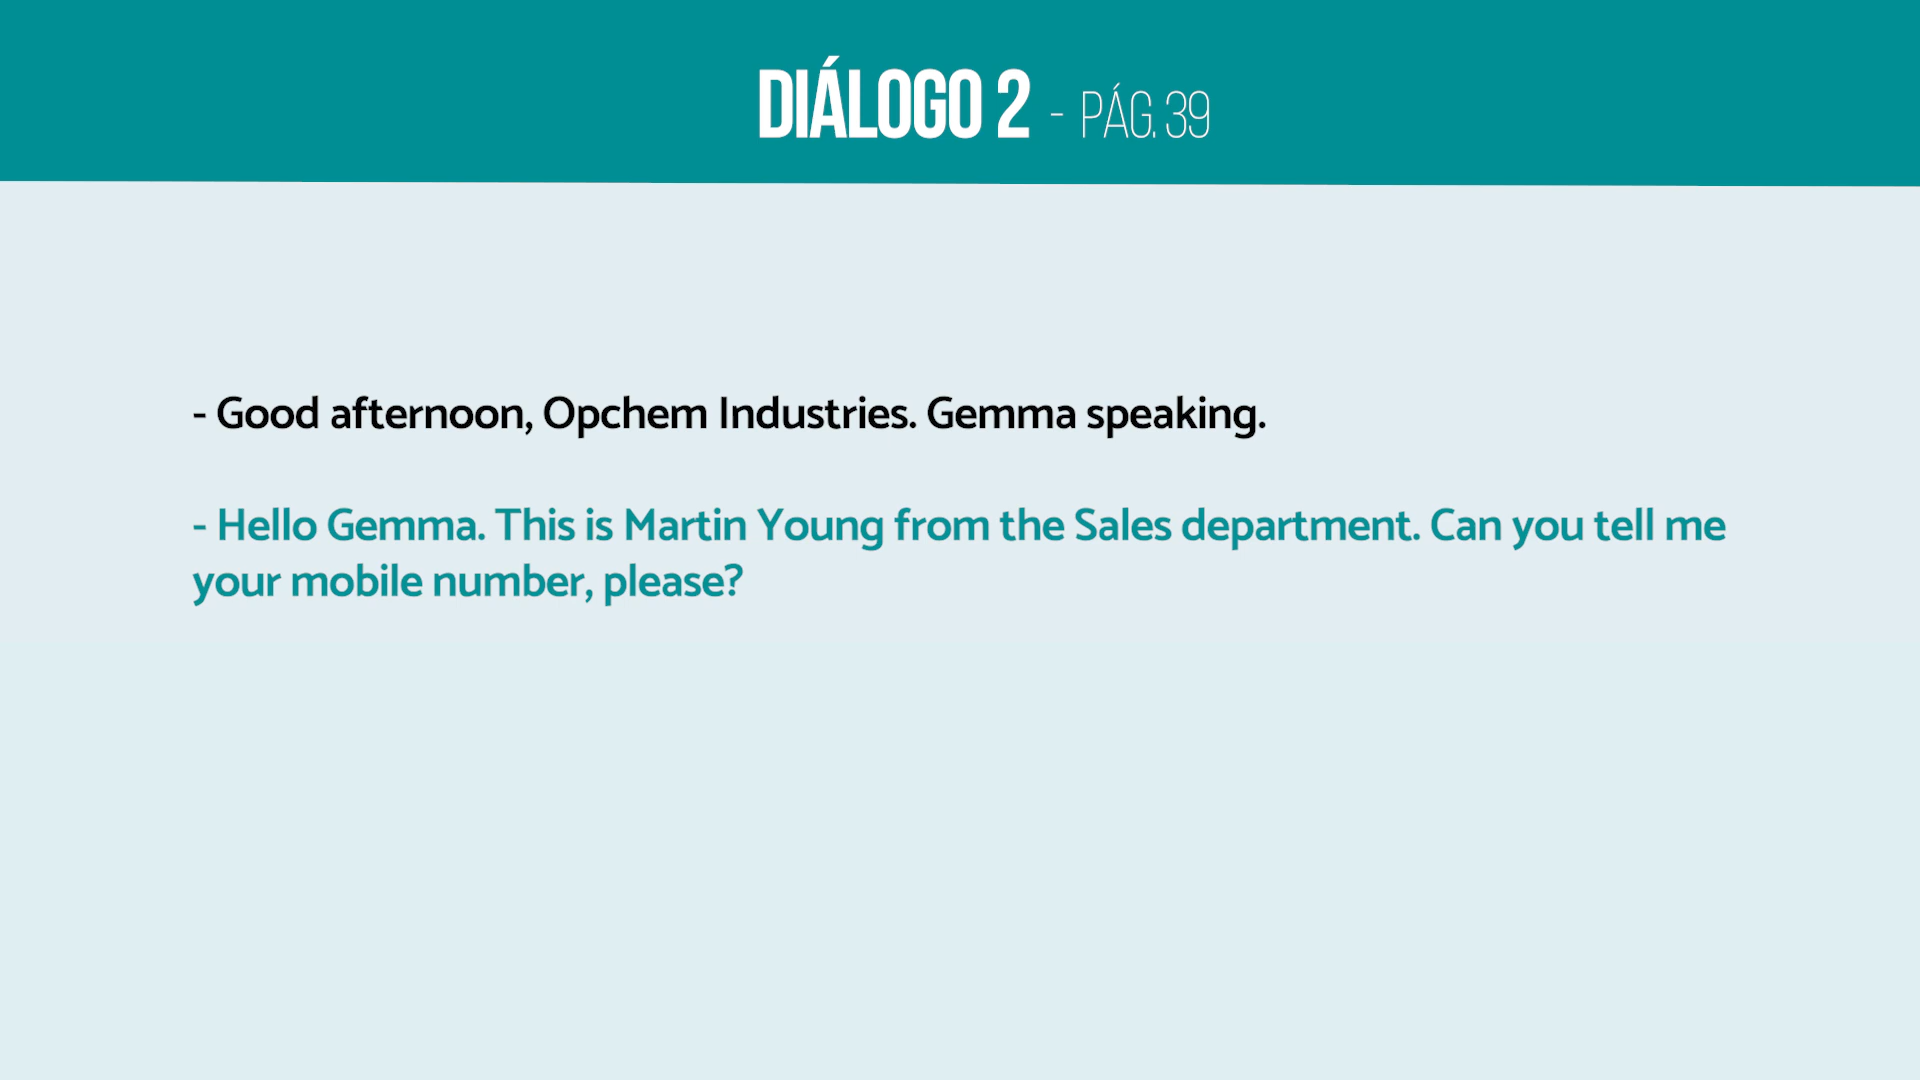 DIÁLOGO 2 - PÁG. 39
- Good afternoon, Opchem Industries. Gemma speaking.
- Hello Gemma. This is Martin Young from the Sales department. Can you tell me
your mobile number, please?